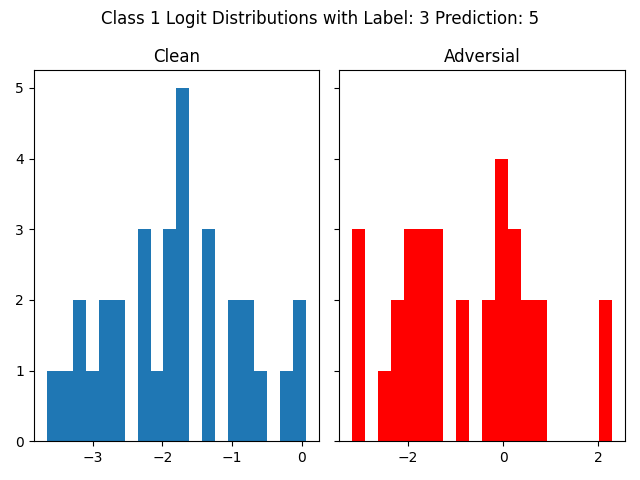 Class 1 Logit Distributions with Label: 3 Prediction: 5
Clean
Adversial
5
4
3
2
1
0
−3 −2 −1 0
−2 0 2